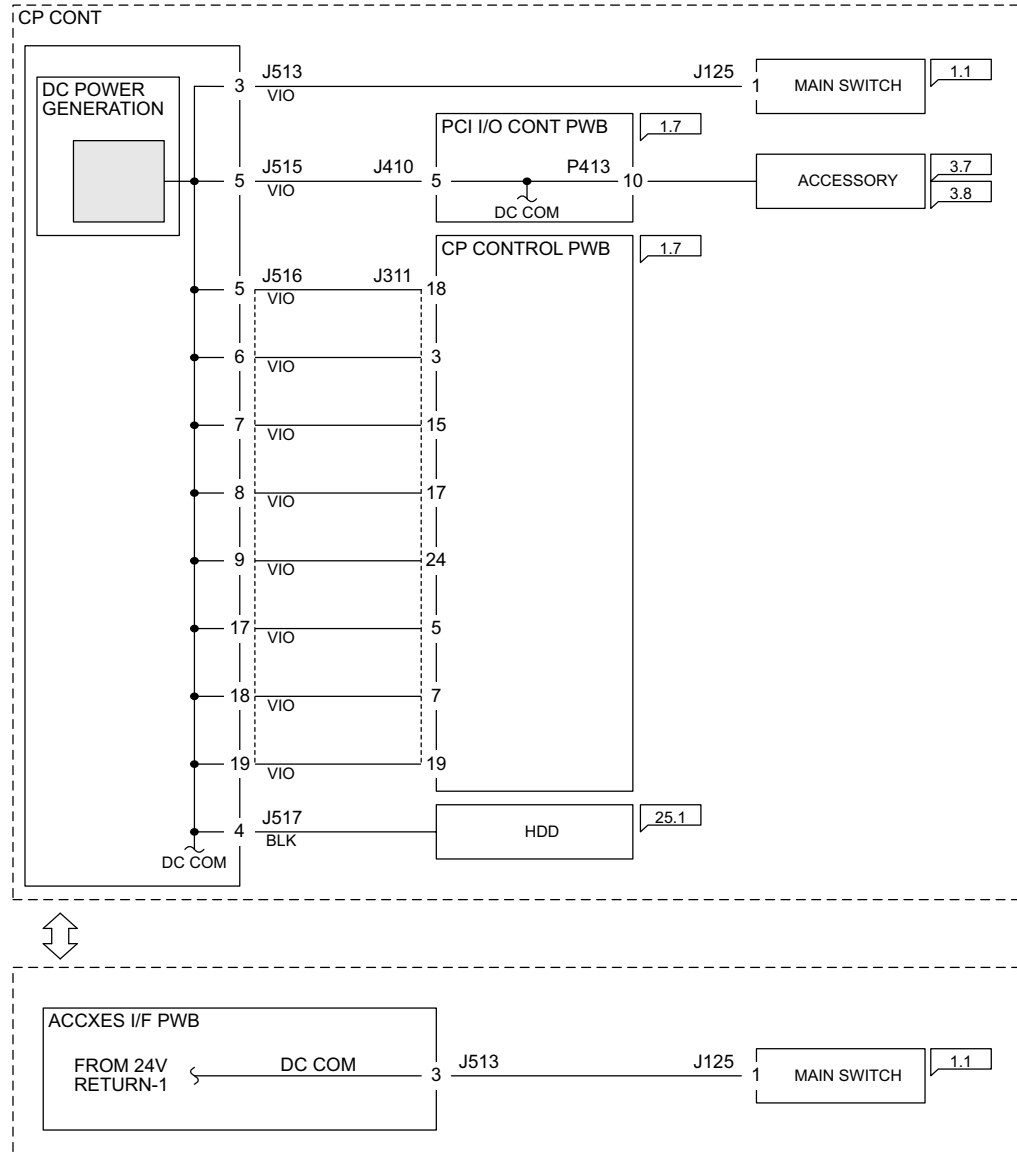 CP CONT
DC POWER
GENERATION
3
J513
VIO
J125
1
MAIN SWITCH
1.1
PCI I/O CONT PWB
1.7
5
J515
VIO
J410
5
DC COM
P413
10
ACCESSORY
3.7
3.8
CP CONTROL PWB
1.7
5
J516
VIO
J311
18
6
VIO
3
7
VIO
15
8
VIO
17
9
VIO
24
17
VIO
5
18
VIO
7
19
VIO
19
4
J517
BLK
HDD
25.1
DC COM
ACCXES I/F PWB
FROM 24V
RETURN-1
DC COM
3
J513
J125
1
MAIN SWITCH
1.1